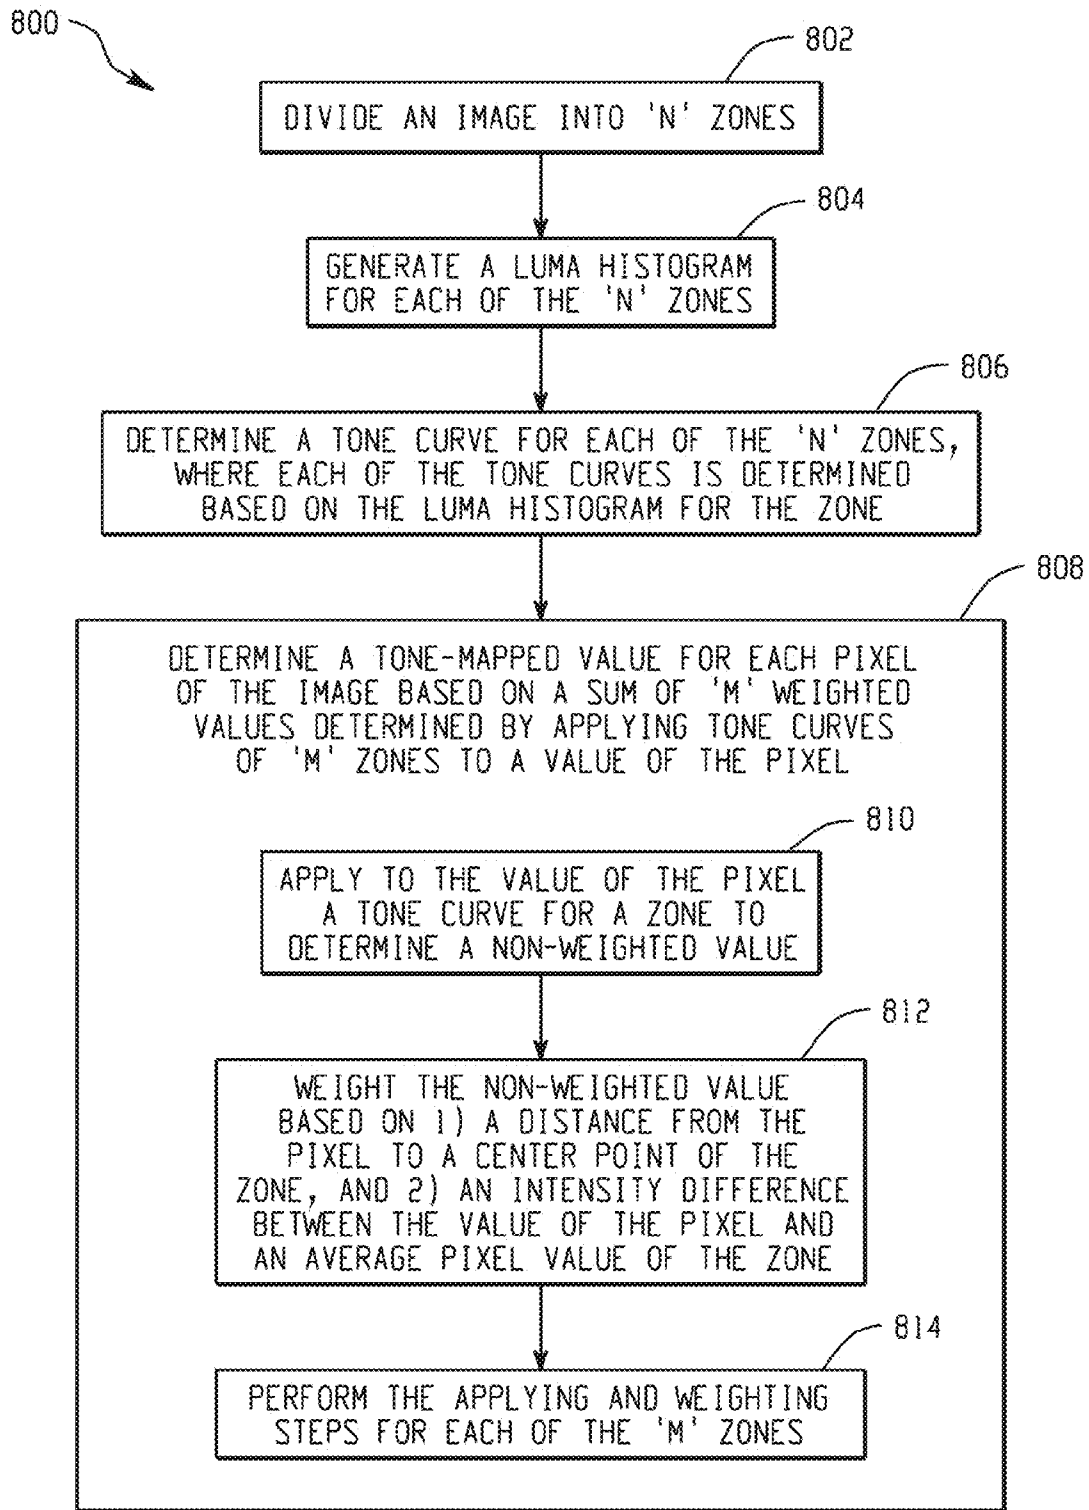 800
802
DIVIDE AN IMAGE INTO 'N' ZONES
804
GENERATE A LUMA HISTOGRAM
FOR EACH OF THE 'N' ZONES
806
DETERMINE A TONE CURVE FOR EACH OF THE 'N' ZONES,
WHERE EACH OF THE TONE CURVES IS DETERMINED
BASED ON THE LUMA HISTOGRAM FOR THE ZONE
808
DETERMINE A TONE-MAPPED VALUE FOR EACH PIXEL
OF THE IMAGE BASED ON A SUM OF 'M' WEIGHTED
VALUES DETERMINED BY APPLYING TONE CURVES
OF 'M' ZONES TO A VALUE OF THE PIXEL
810
APPLY TO THE VALUE OF THE PIXEL
A TONE CURVE FOR A ZONE TO
DETERMINE A NON-WEIGHTED VALUE
812
WEIGHT THE NON-WEIGHTED VALUE
BASED ON 1) A DISTANCE FROM THE
PIXEL TO A CENTER POINT OF THE
ZONE, AND 2) AN INTENSITY DIFFERENCE
BETWEEN THE VALUE OF THE PIXEL AND
AN AVERAGE PIXEL VALUE OF THE ZONE
814
PERFORM THE APPLYING AND WEIGHTING
STEPS FOR EACH OF THE 'M' ZONES